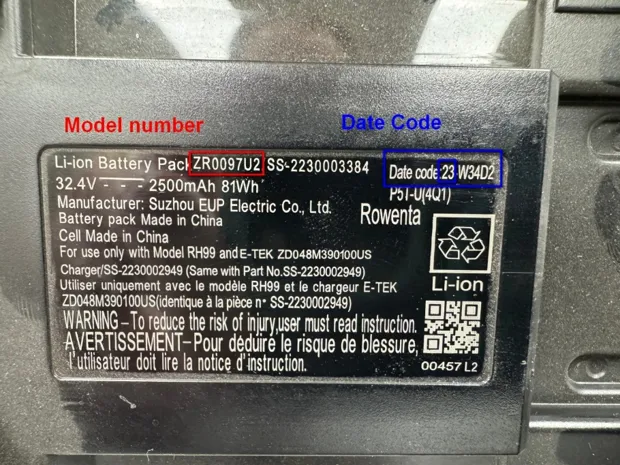 Model number
Date Code
Li-ion Battery Pack ZR0097U2 SS-2230003384
Date code:23-W34D2
32.4V - - - 2500mAh 81Wh
P5T-U(4Q1)
Manufacturer: Suzhou EUP Electric Co., Ltd.
Rowenta
Battery pack Made in China
Cell Made in China
For use only with Model RH99 and E-TEK ZD048M390100US
Charger/SS-2230002949 (Same with Part No.SS-2230002949)
Li-ion
Utiliser uniquement avec le modèle RH99 et le chargeur E-TEK
ZD048M390100US(identique à la pièce n° SS-2230002949)
WARNING–To reduce the risk of injury,user must read instruction.
AVERTISSEMENT–Pour déduire le risque de blessure,
l'utilisateur doit lire la notice d'instruction.
00457 L2